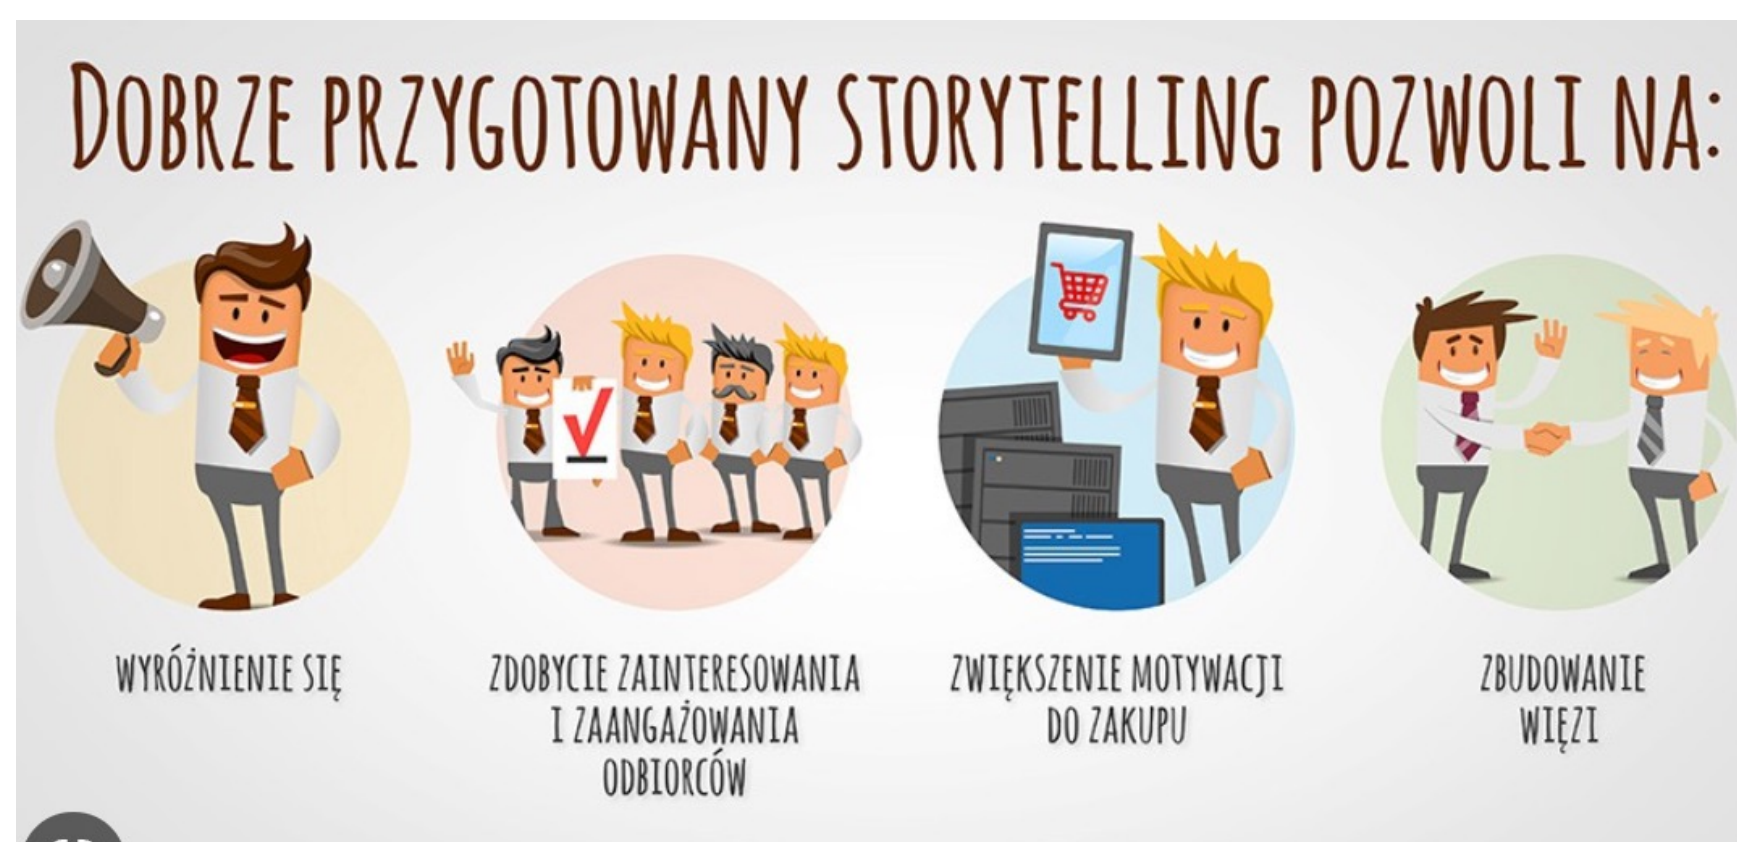 DOBRZE PRZYGOTOWANY STORYTELLING POZWOLI NA:
WYRÓŻNIENIE SIĘ
ZDOBYCIE ZAINTERESOWANIA
I ZAANGAŻOWANIA
ODBIORCÓW
ZWIĘKSZENIE MOTYWACJI
DO ZAKUPU
ZBUDOWANIE
WIĘZI